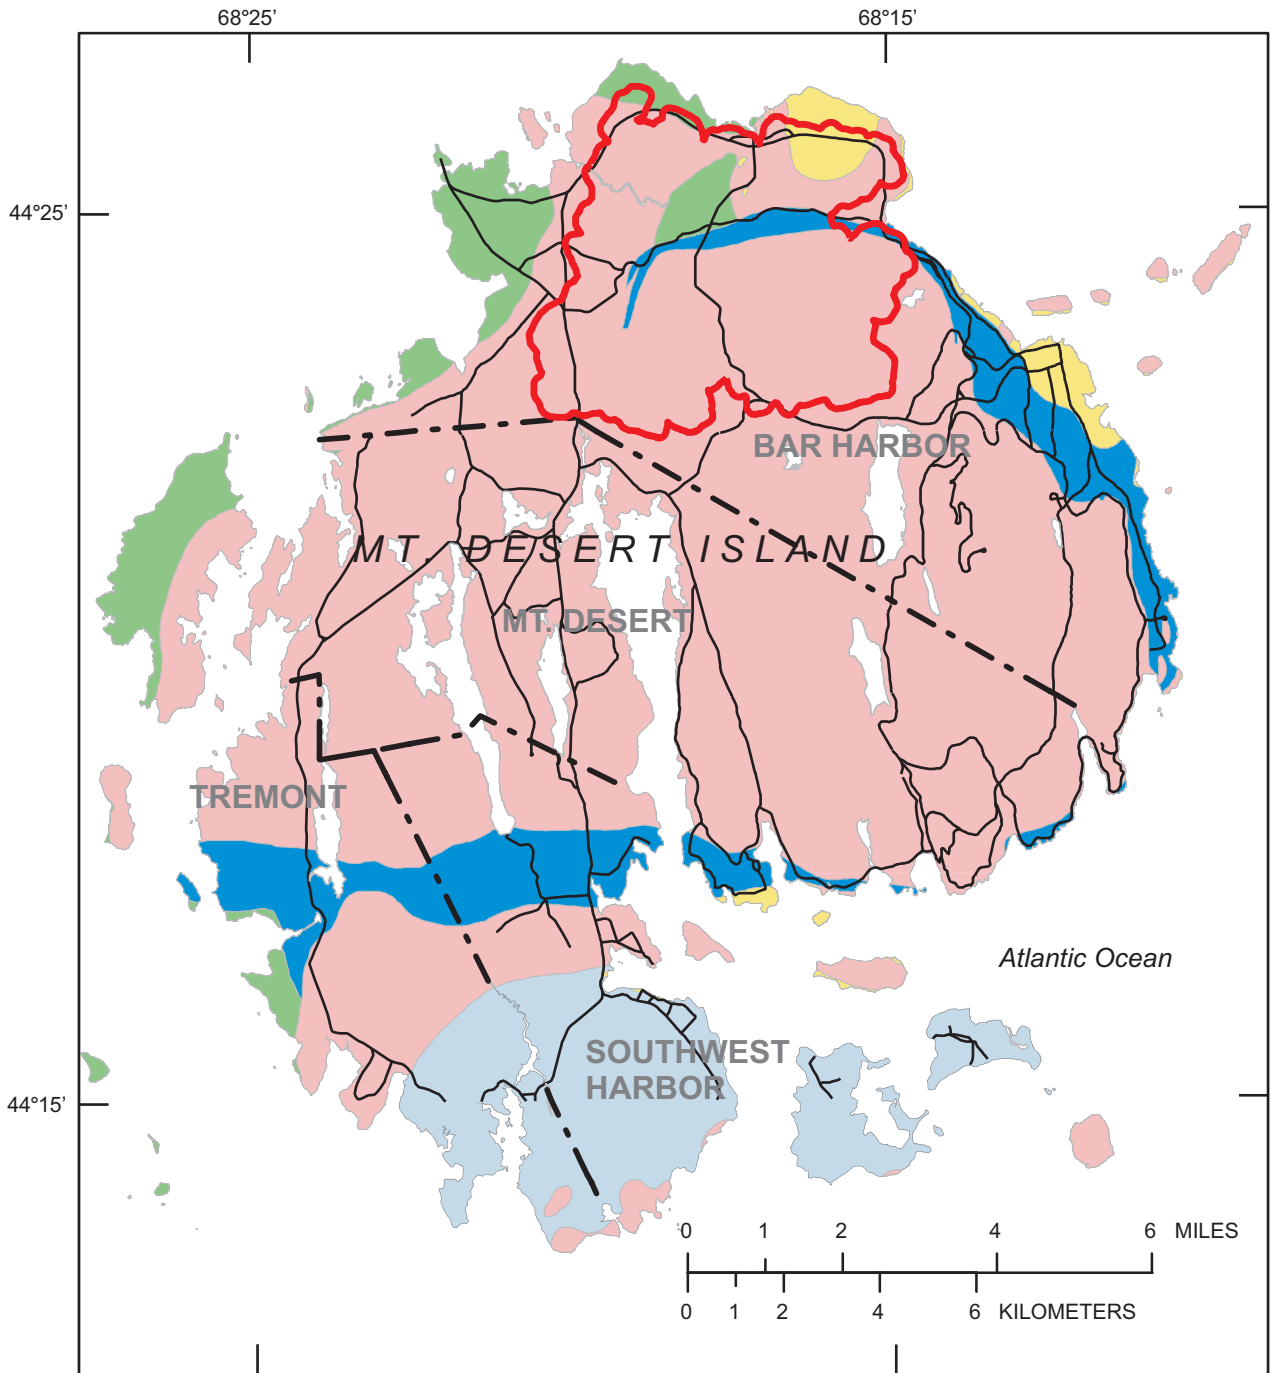 68°25’ 68°15’
44°25’
BAR HARBOR
MT. DESERT ISLAND
MT. DESERT
TREMONT
Atlantic Ocean
SOUTHWEST
HARBOR
44°15’
0 1 2 4 6 MILES
0 1 2 4 6 KILOMETERS